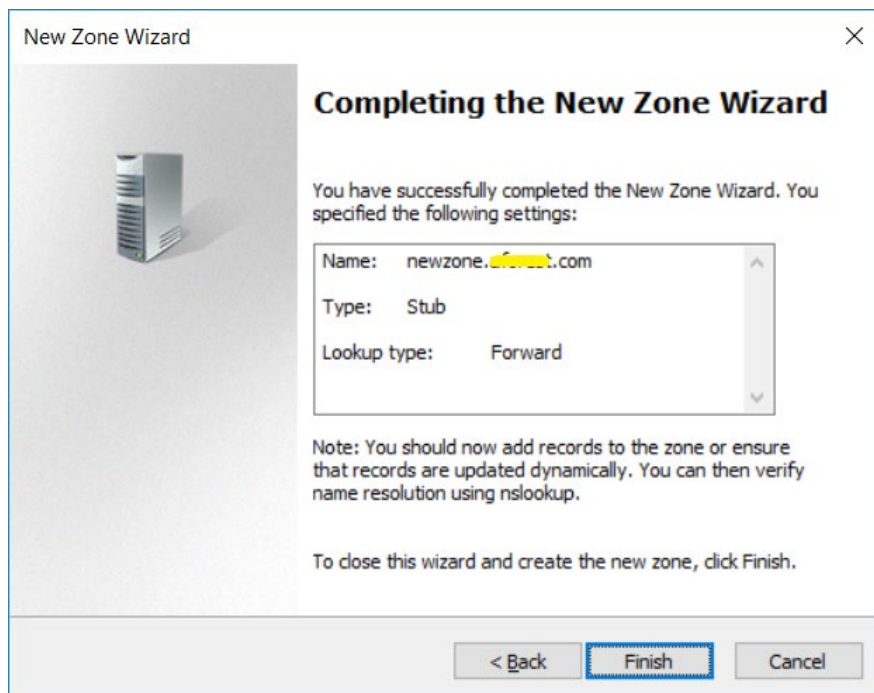 New Zone Wizard
Completing the New Zone Wizard
You have successfully completed the New Zone Wizard. You
specified the following settings:
Name: newzone. .com
Type: Stub
Lookup type: Forward
Note: You should now add records to the zone or ensure
that records are updated dynamically. You can then verify
name resolution using nslookup.
To close this wizard and create the new zone, click Finish.
< Back Finish Cancel